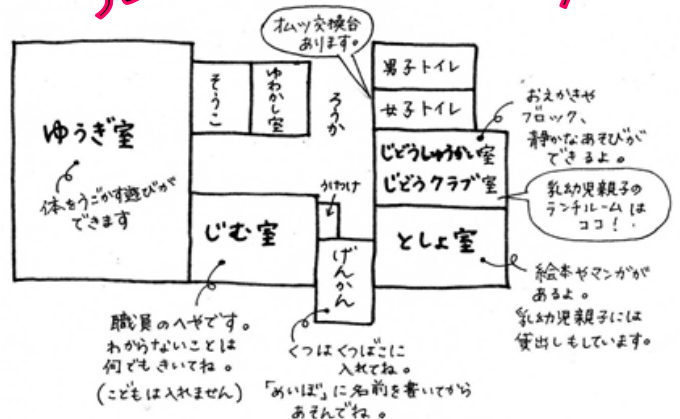 オムツ交換台
あります。
男子トイレ
女子トイレ
そうこ
ゆわかし室
ろうか
ゆうぎ室
体をうごかす遊びが
できます
おえかきや
ブロック、
静かなあそびが
できるよ。
じどうしゅうかい室
じどうクラブ室
乳幼児親子の
ランチルームは
ココ！
うけつけ
じむ室
げんかん
としょ室
絵本やマンガが
あるよ。
乳幼児親子には
貸出しもしています。
職員のへやです。
わからないことは
何でもきいてね。
(こどもは入れません)
くつはくつばこに
入れてね。
「めいぼ」に名前を書いてから
あそんでね。